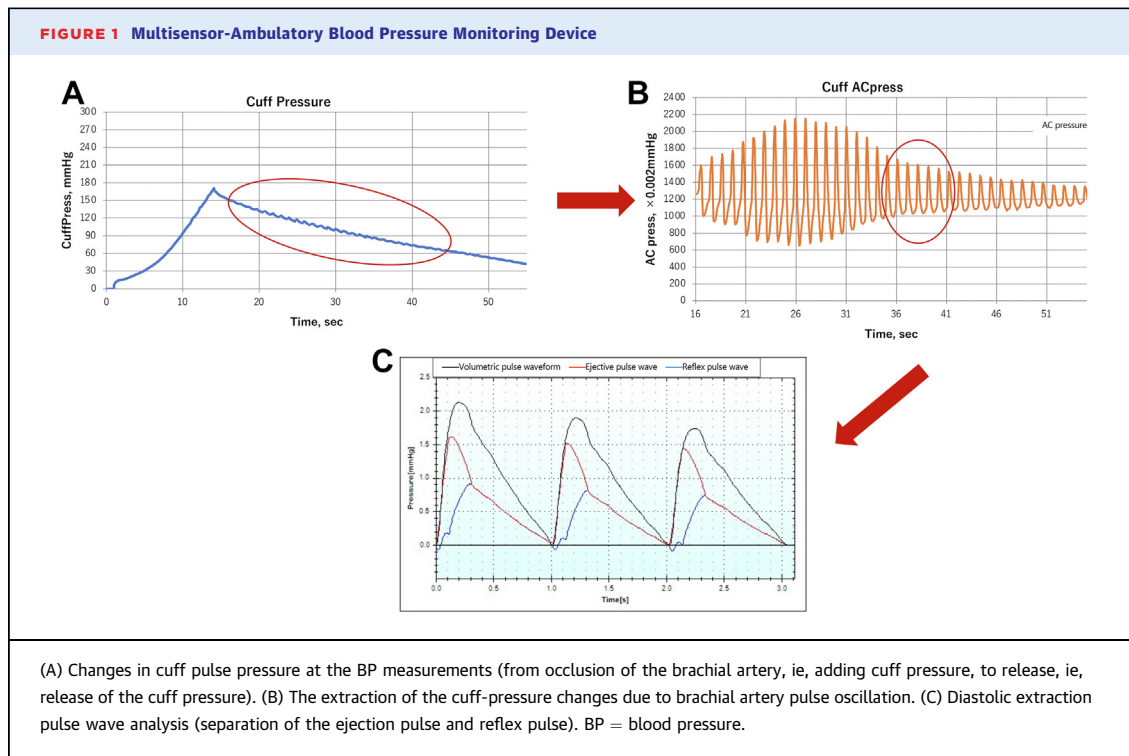 FIGURE 1 Multisensor-Ambulatory Blood Pressure Monitoring Device
A
Cuff Pressure
CuffPress, mmHg
300
270
240
210
180
150
120
90
60
30
0
0 10 20 30 40 50
Time, sec
B
Cuff ACpress
AC pressure
AC press, ×0.002mmHg
2400
2200
2000
1800
1600
1400
1200
1000
800
600
400
200
0
16 21 26 31 36 41 46 51
Time, sec
C
Volumetric pulse waveform Ejective pulse wave Reflex pulse wave
Pressure[mmHg]
2.5
2.0
1.5
1.0
0.5
0.0
0.0 0.5 1.0 1.5 2.0 2.5 3.0
Time[s]
(A) Changes in cuff pulse pressure at the BP measurements (from occlusion of the brachial artery, ie, adding cuff pressure, to release, ie,
release of the cuff pressure). (B) The extraction of the cuff-pressure changes due to brachial artery pulse oscillation. (C) Diastolic extraction
pulse wave analysis (separation of the ejection pulse and reflex pulse). BP = blood pressure.